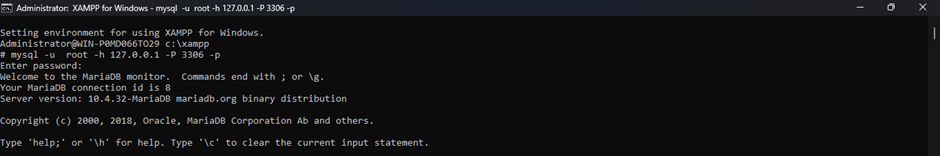 Administrator: XAMPP for Windows - mysql -u root -h 127.0.0.1 -P 3306 -p
Setting environment for using XAMPP for Windows.
Administrator@WIN-P0MD066TO29 c:\xampp
# mysql -u root -h 127.0.0.1 -P 3306 -p
Enter password:
Welcome to the MariaDB monitor.  Commands end with ; or \g.
Your MariaDB connection id is 8
Server version: 10.4.32-MariaDB mariadb.org binary distribution
Copyright (c) 2000, 2018, Oracle, MariaDB Corporation Ab and others.
Type 'help;' or '\h' for help. Type '\c' to clear the current input statement.